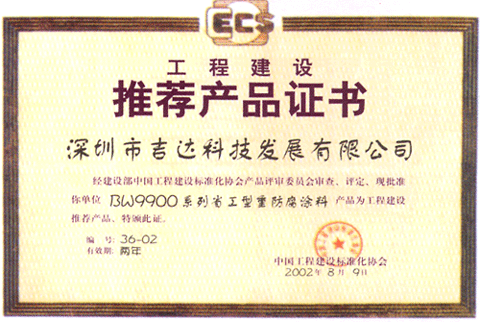 ECS
工程建设
推荐产品证书
深圳市吉达科技发展有限公司
经建设部中国工程建设标准化协会产品评审委员会审查、评定、现批准
你单位 BW9900系列省工型重防腐涂料 产品为工程建设
推荐产品、特颁此证。
编号: 36-02
有效期: 两年
中国工程建设标准化协会
2002年8月9日